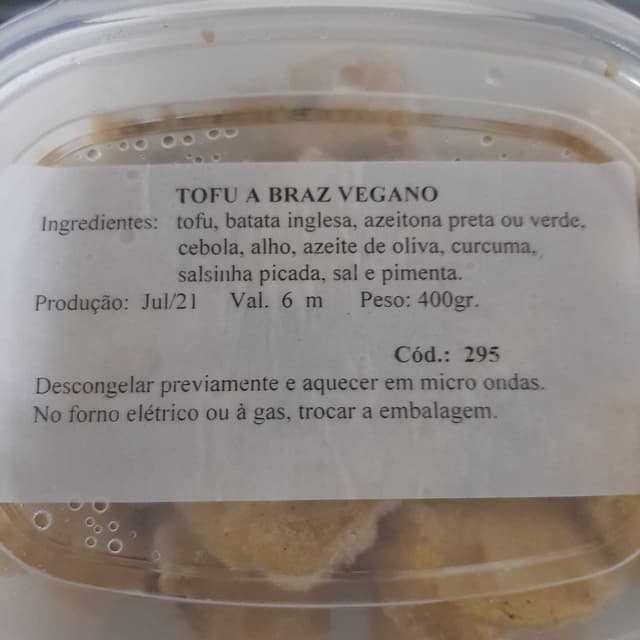 TOFU A BRAZ VEGANO
Ingredientes: tofu, batata inglesa, azeitona preta ou verde,
cebola, alho, azeite de oliva, curcuma,
salsinha picada, sal e pimenta.
Produção: Jul/21 Val. 6 m Peso: 400gr.
Cód.: 295
Descongelar previamente e aquecer em micro ondas.
No forno elétrico ou à gas, trocar a embalagem.